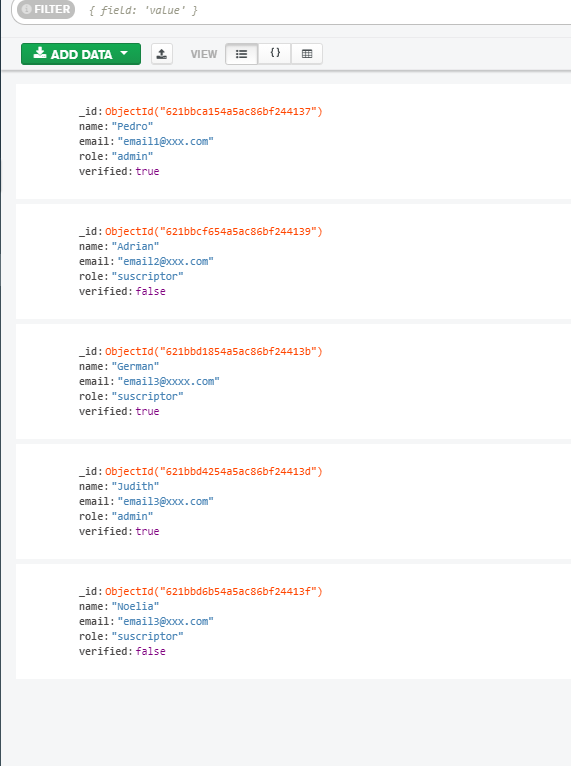 FILTER { field: 'value' }
ADD DATA VIEW {}
_id: ObjectId("621bbca154a5ac86bf244137")
name: "Pedro"
email: "email1@xxx.com"
role: "admin"
verified: true
_id: ObjectId("621bbcf654a5ac86bf244139")
name: "Adrian"
email: "email2@xxx.com"
role: "suscriptor"
verified: false
_id: ObjectId("621bbd1854a5ac86bf24413b")
name: "German"
email: "email3@xxxx.com"
role: "suscriptor"
verified: true
_id: ObjectId("621bbd4254a5ac86bf24413d")
name: "Judith"
email: "email3@xxx.com"
role: "admin"
verified: true
_id: ObjectId("621bbd6b54a5ac86bf24413f")
name: "Noelia"
email: "email3@xxx.com"
role: "suscriptor"
verified: false